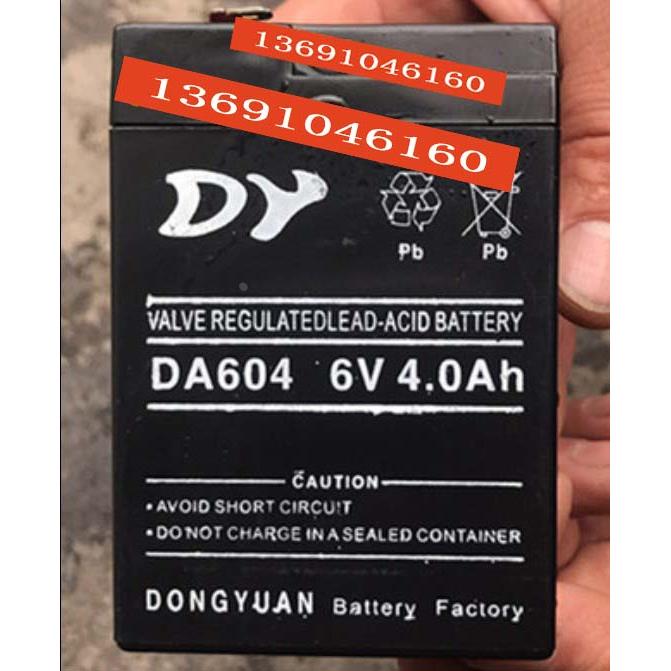 13691046160
13691046160
DY
Pb Pb
VALVE REGULATEDLEAD-ACID BATTERY
DA604 6V 4.0Ah
CAUTION
• AVOID SHORT CIRCUIT
• DO NOT CHARGE IN A SEALED CONTAINER
DONGYUAN Battery Factory